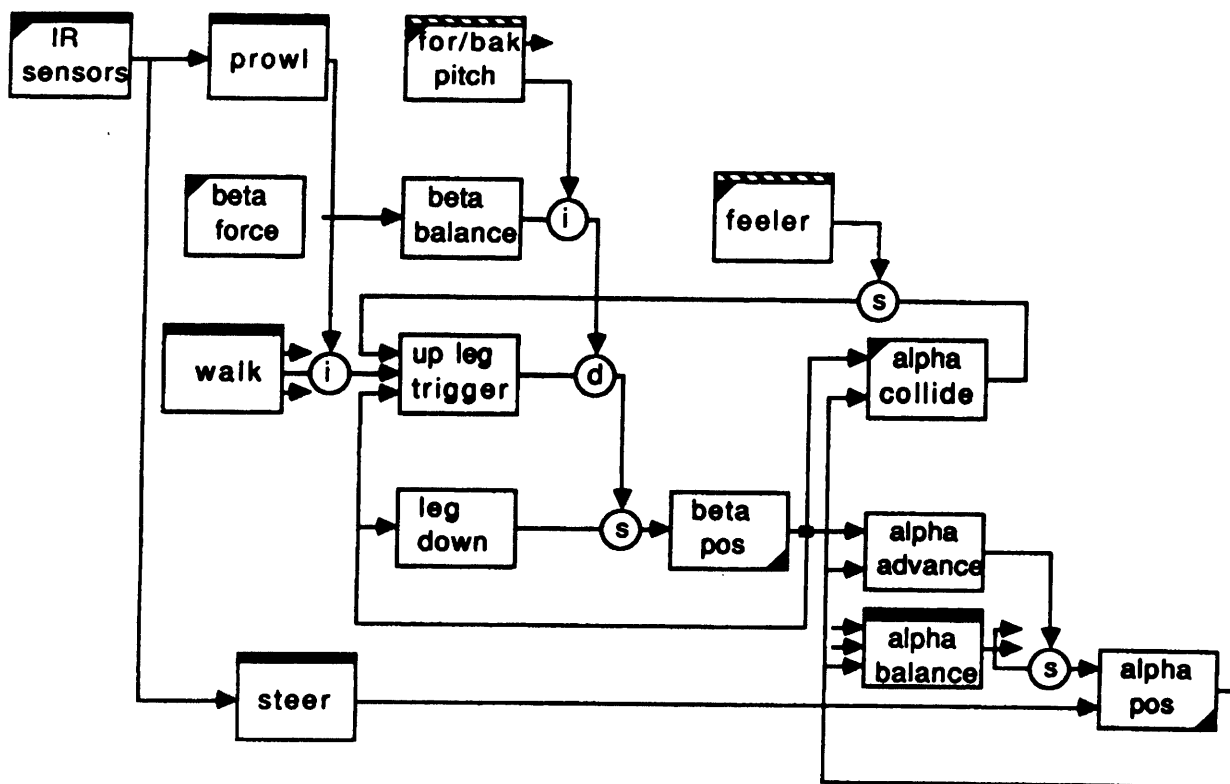 IR
sensors
prowl
for/bak
pitch
beta
force
beta
balance
i
feeler
s
walk
i
up leg
trigger
d
alpha
collide
leg
down
s
beta
pos
alpha
advance
alpha
balance
s
alpha
pos
steer